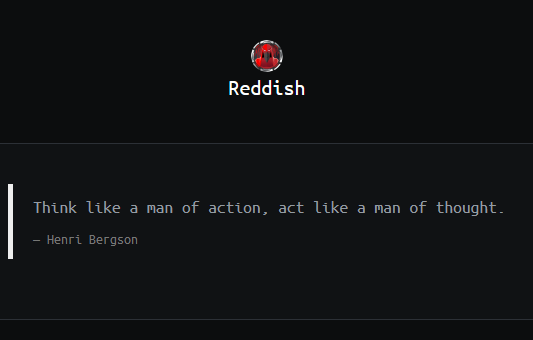 Reddish
Think like a man of action, act like a man of thought.
— Henri Bergson